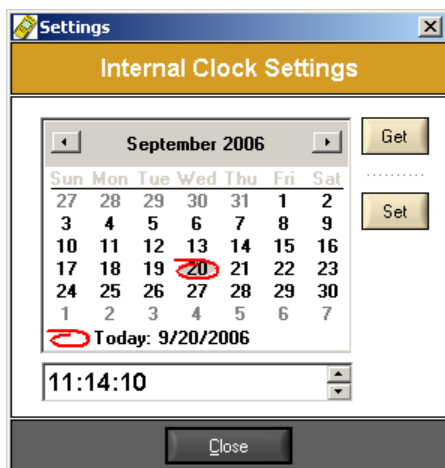 Settings
Internal Clock Settings
September 2006
Sun Mon Tue Wed Thu Fri Sat
27 28 29 30 31 1 2
3 4 5 6 7 8 9
10 11 12 13 14 15 16
17 18 19 20 21 22 23
24 25 26 27 28 29 30
1 2 3 4 5 6 7
Today: 9/20/2006
11:14:10
Get
Set
Close